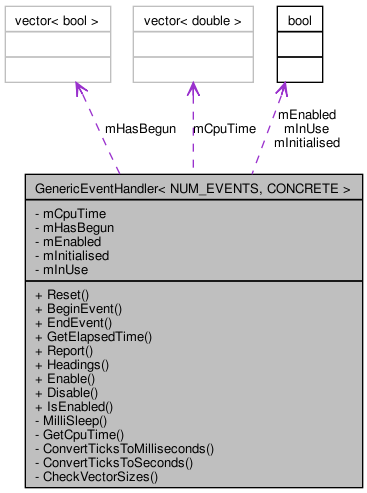 vector< bool >
vector< double >
bool
mHasBegun
mCpuTime
mEnabled
mInUse
mInitialised
GenericEventHandler< NUM_EVENTS, CONCRETE >
- mCpuTime
- mHasBegun
- mEnabled
- mInitialised
- mInUse
+ Reset()
+ BeginEvent()
+ EndEvent()
+ GetElapsedTime()
+ Report()
+ Headings()
+ Enable()
+ Disable()
+ IsEnabled()
- MilliSleep()
- GetCpuTime()
- ConvertTicksToMilliseconds()
- ConvertTicksToSeconds()
- CheckVectorSizes()